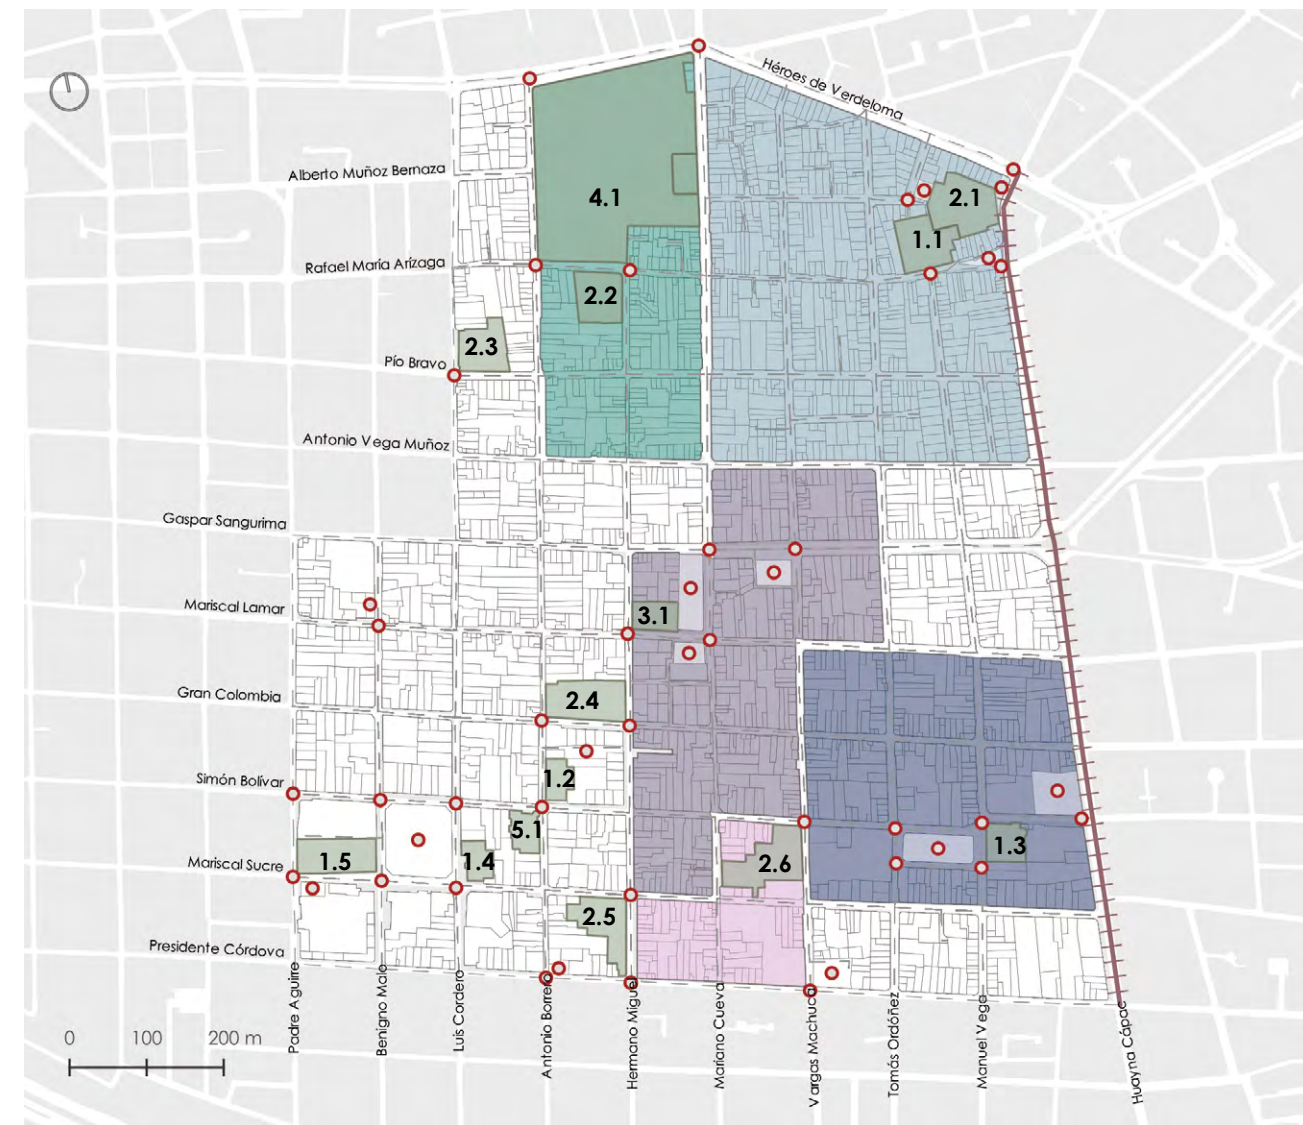 Héroes de Verdeloma
Alberto Muñoz Bernaza
4.1
2.1
1.1
Rafael María Arízaga
2.2
2.3
Pío Bravo
Antonio Vega Muñoz
Gaspar Sangurima
Mariscal Lamar
3.1
Gran Colombia
2.4
Simón Bolívar
1.2
5.1
1.3
Mariscal Sucre
1.5
1.4
2.6
2.5
Presidente Córdova
Padre Aguirre
Benigno Malo
Luis Cordero
Antonio Borrero
Hermano Miguel
Mariano Cueva
Vargas Machuca
Tomás Ordóñez
Manuel Vega
Huayna Cápac
0 100 200 m